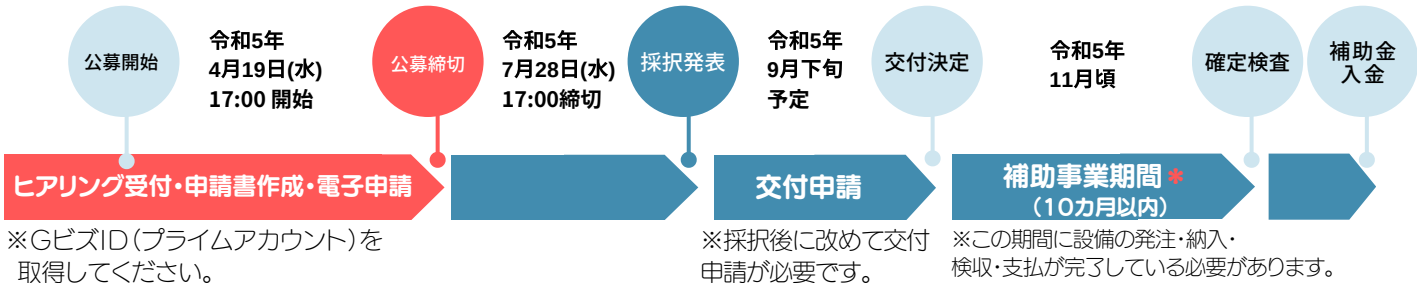 公募開始
令和5年
4月19日(水)
17:00 開始
公募締切
令和5年
7月28日(水)
17:00締切
採択発表
令和5年
9月下旬
予定
交付決定
令和5年
11月頃
確定検査
補助金
入金
ヒアリング受付・申請書作成・電子申請
交付申請
補助事業期間*
(10カ月以内)
※GビズID(プライムアカウント)を
取得してください。
※採択後に改めて交付
申請が必要です。
※この期間に設備の発注・納入・
検収・支払が完了している必要があります。